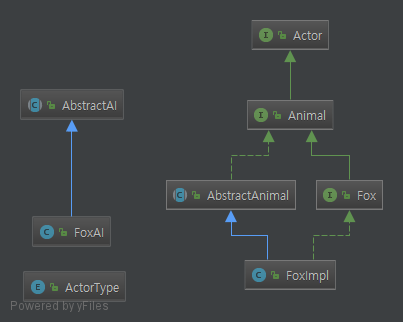 I Actor
C AbstractAI
I Animal
C AbstractAnimal
I Fox
C FoxAI
C FoxImpl
E ActorType
Powered by yFiles